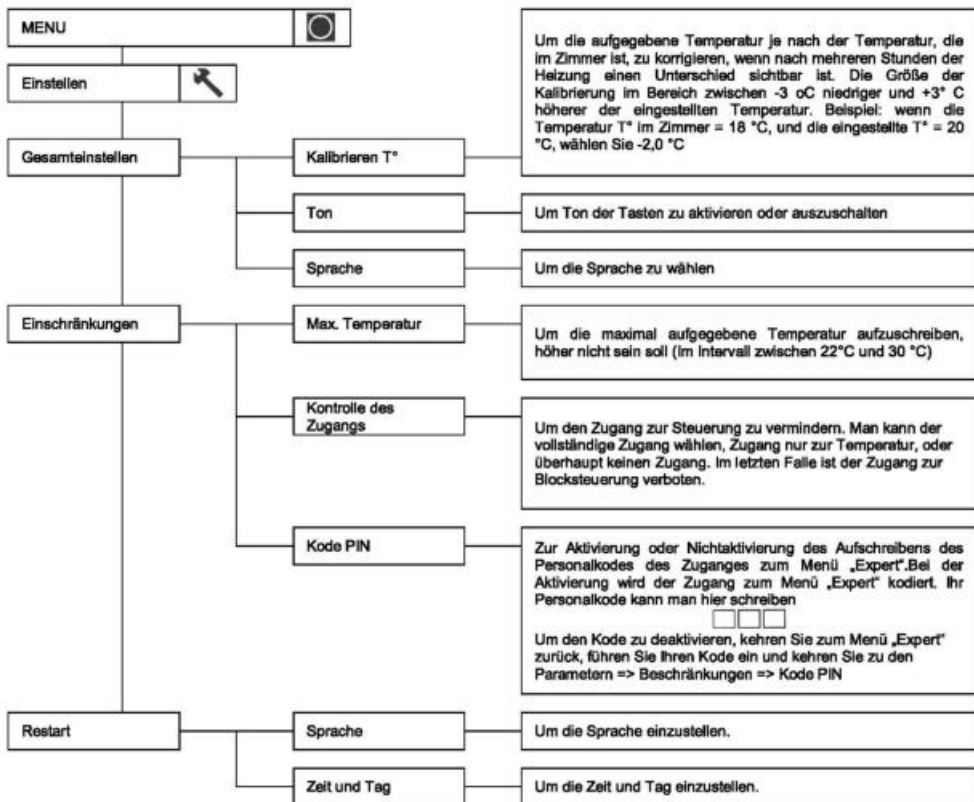 MENU
Einstellen
Gesamteinstellen
Kalibrieren T°
Um die aufgegebene Temperatur je nach der Temperatur, die
im Zimmer ist, zu korrigieren, wenn nach mehreren Stunden der
Heizung einen Unterschied sichtbar ist. Die Größe der
Kalibrierung im Bereich zwischen -3 oC niedriger und +3° C
höherer der eingestellten Temperatur. Beispiel: wenn die
Temperatur T° im Zimmer = 18 °C, und die eingestellte T° = 20
°C, wählen Sie -2,0 °C
Ton
Um Ton der Tasten zu aktivieren oder auszuschalten
Sprache
Um die Sprache zu wählen
Einschränkungen
Max. Temperatur
Um die maximal aufgegebene Temperatur aufzuschreiben,
höher nicht sein soll (Im Intervall zwischen 22°C und 30 °C)
Kontrolle des
Zugangs
Um den Zugang zur Steuerung zu vermindern. Man kann der
vollständige Zugang wählen, Zugang nur zur Temperatur, oder
überhaupt keinen Zugang. Im letzten Falle ist der Zugang zur
Blocksteuerung verboten.
Kode PIN
Zur Aktivierung oder Nichtaktivierung des Aufschreibens des
Personalkodes des Zuganges zum Menü „Expert“.Bei der
Aktivierung wird der Zugang zum Menü „Expert“ kodiert. Ihr
Personalkode kann man hier schreiben
Um den Kode zu deaktivieren, kehren Sie zum Menü „Expert“
zurück, führen Sie Ihren Kode ein und kehren Sie zu den
Parametern => Beschränkungen => Kode PIN
Restart
Sprache
Um die Sprache einzustellen.
Zeit und Tag
Um die Zeit und Tag einzustellen.